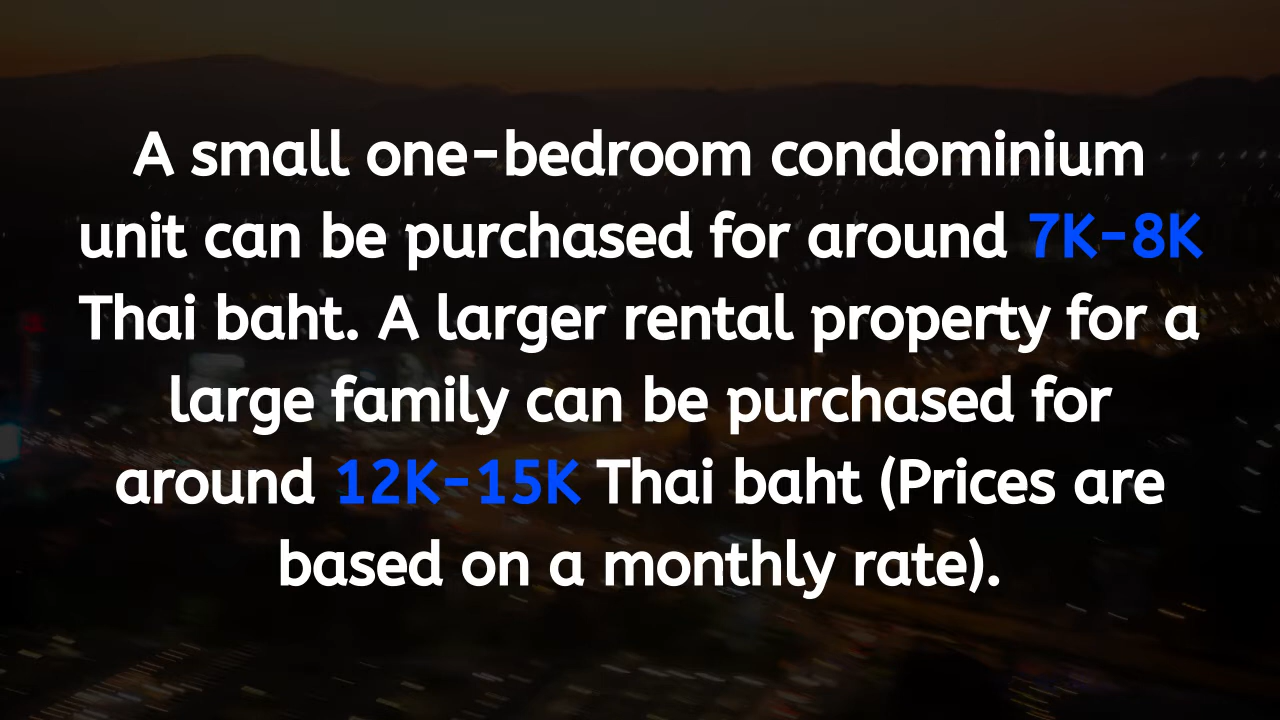 A small one-bedroom condominium
unit can be purchased for around 7K-8K
Thai baht. A larger rental property for a
large family can be purchased for
around 12K-15K Thai baht (Prices are
based on a monthly rate).